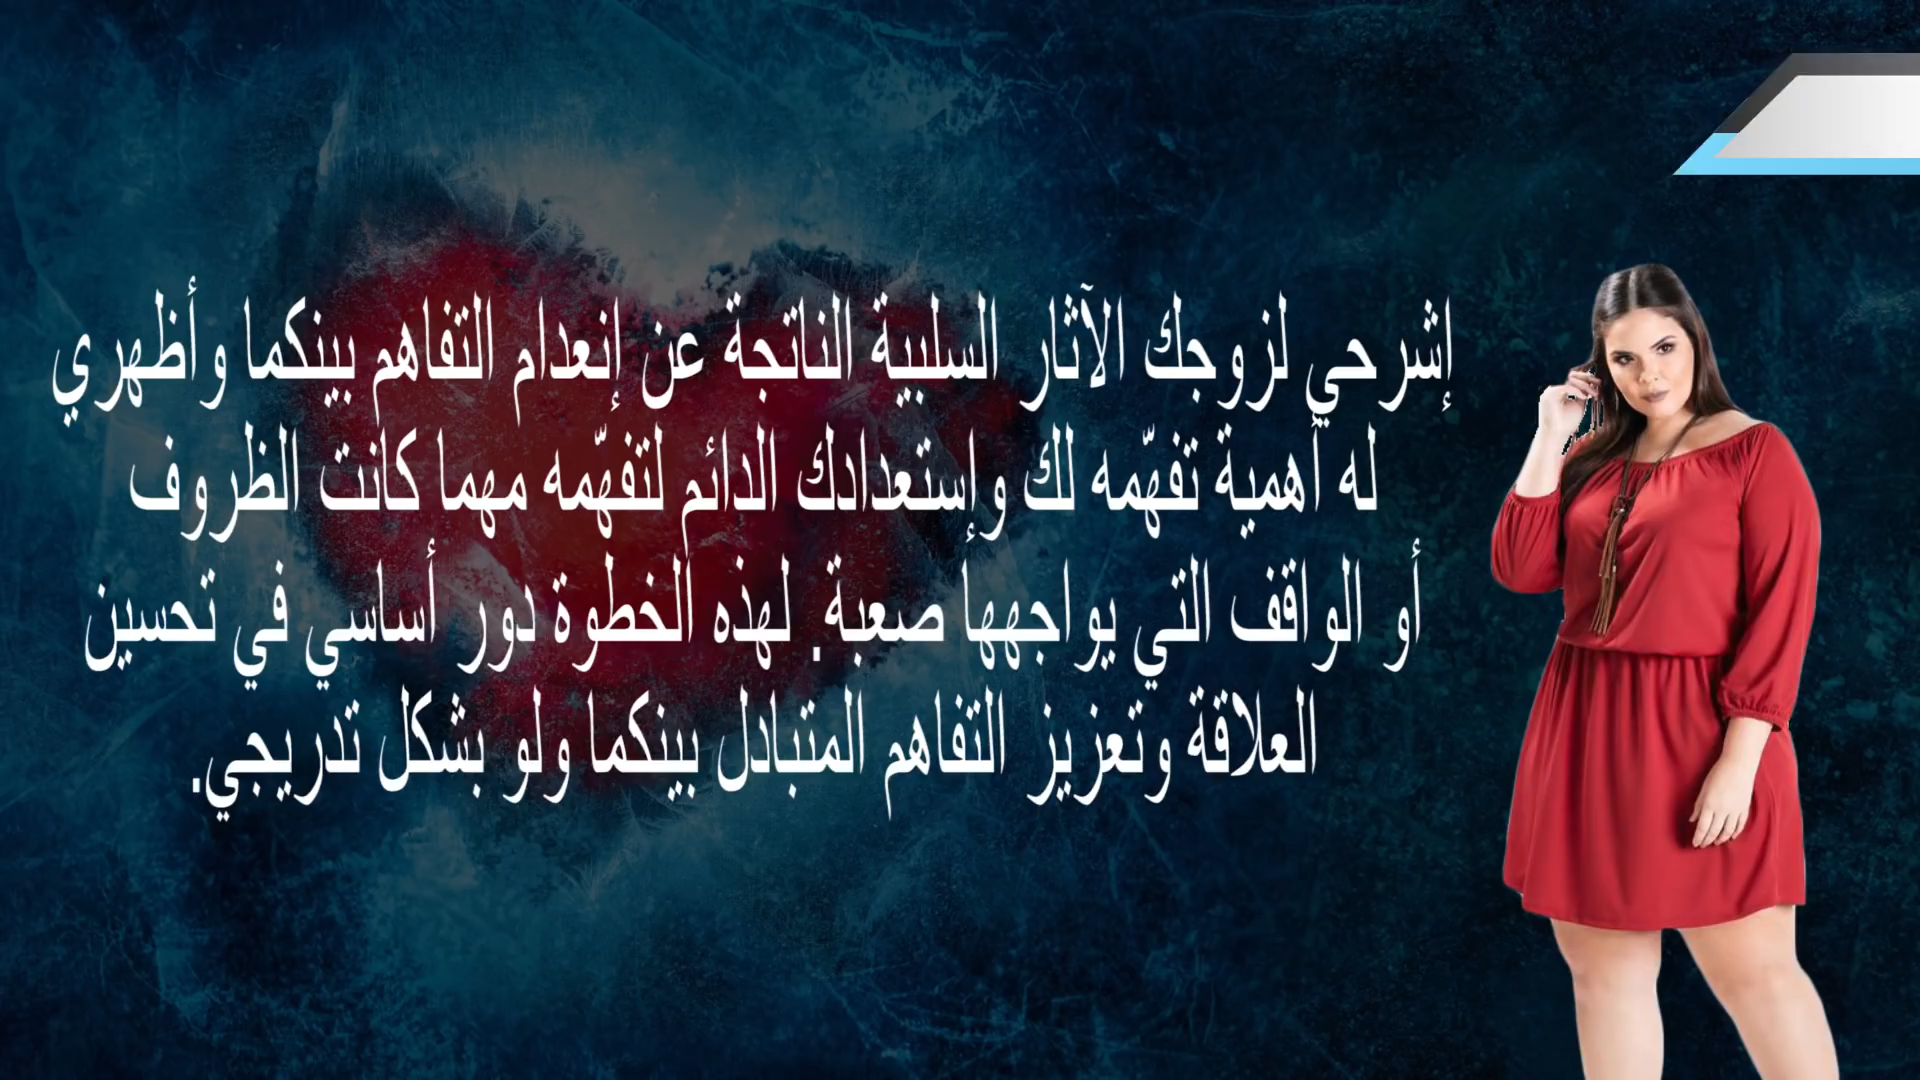 إشرحي لزوجك الآثار السلبية الناتجة عن إنعدام التفاهم بينكما وأظهري
له أهمية تفهّمه لك وإستعدادك الدائم لتفهّمه مهما كانت الظروف
أو الواقف التي يواجهها صعبة. لهذه الخطوة دور أساسي في تحسين
العلاقة وتعزيز التفاهم المتبادل بينكما ولو بشكل تدريجي.